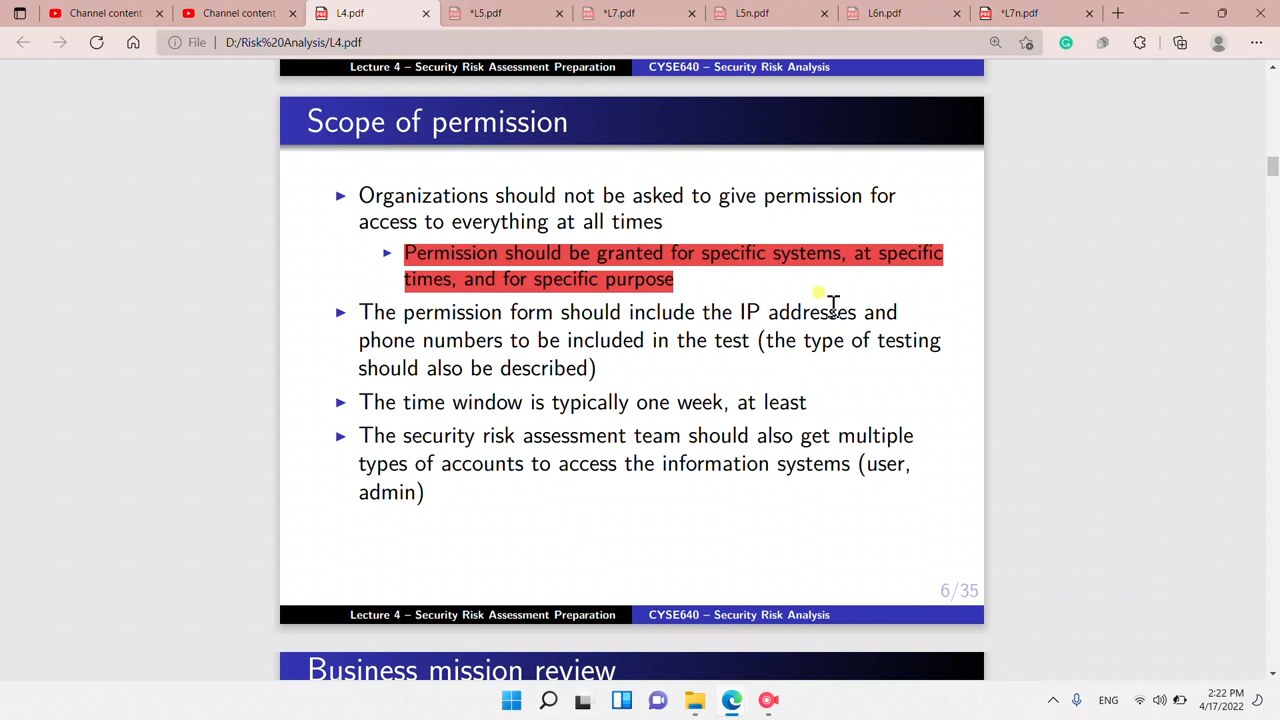 Channel content
Channel content
L4.pdf
*L5.pdf
*L7.pdf
L5n.pdf
L6n.pdf
*L7n.pdf
File
D:/Risk%20Analysis/L4.pdf
Lecture 4 – Security Risk Assessment Preparation
CYSE640 – Security Risk Analysis
Scope of permission
Organizations should not be asked to give permission for
access to everything at all times
Permission should be granted for specific systems, at specific
times, and for specific purpose
The permission form should include the IP addresses and
phone numbers to be included in the test (the type of testing
should also be described)
The time window is typically one week, at least
The security risk assessment team should also get multiple
types of accounts to access the information systems (user,
admin)
6/35
Lecture 4 – Security Risk Assessment Preparation
CYSE640 – Security Risk Analysis
Business mission review
ENG
2:22 PM
4/17/2022